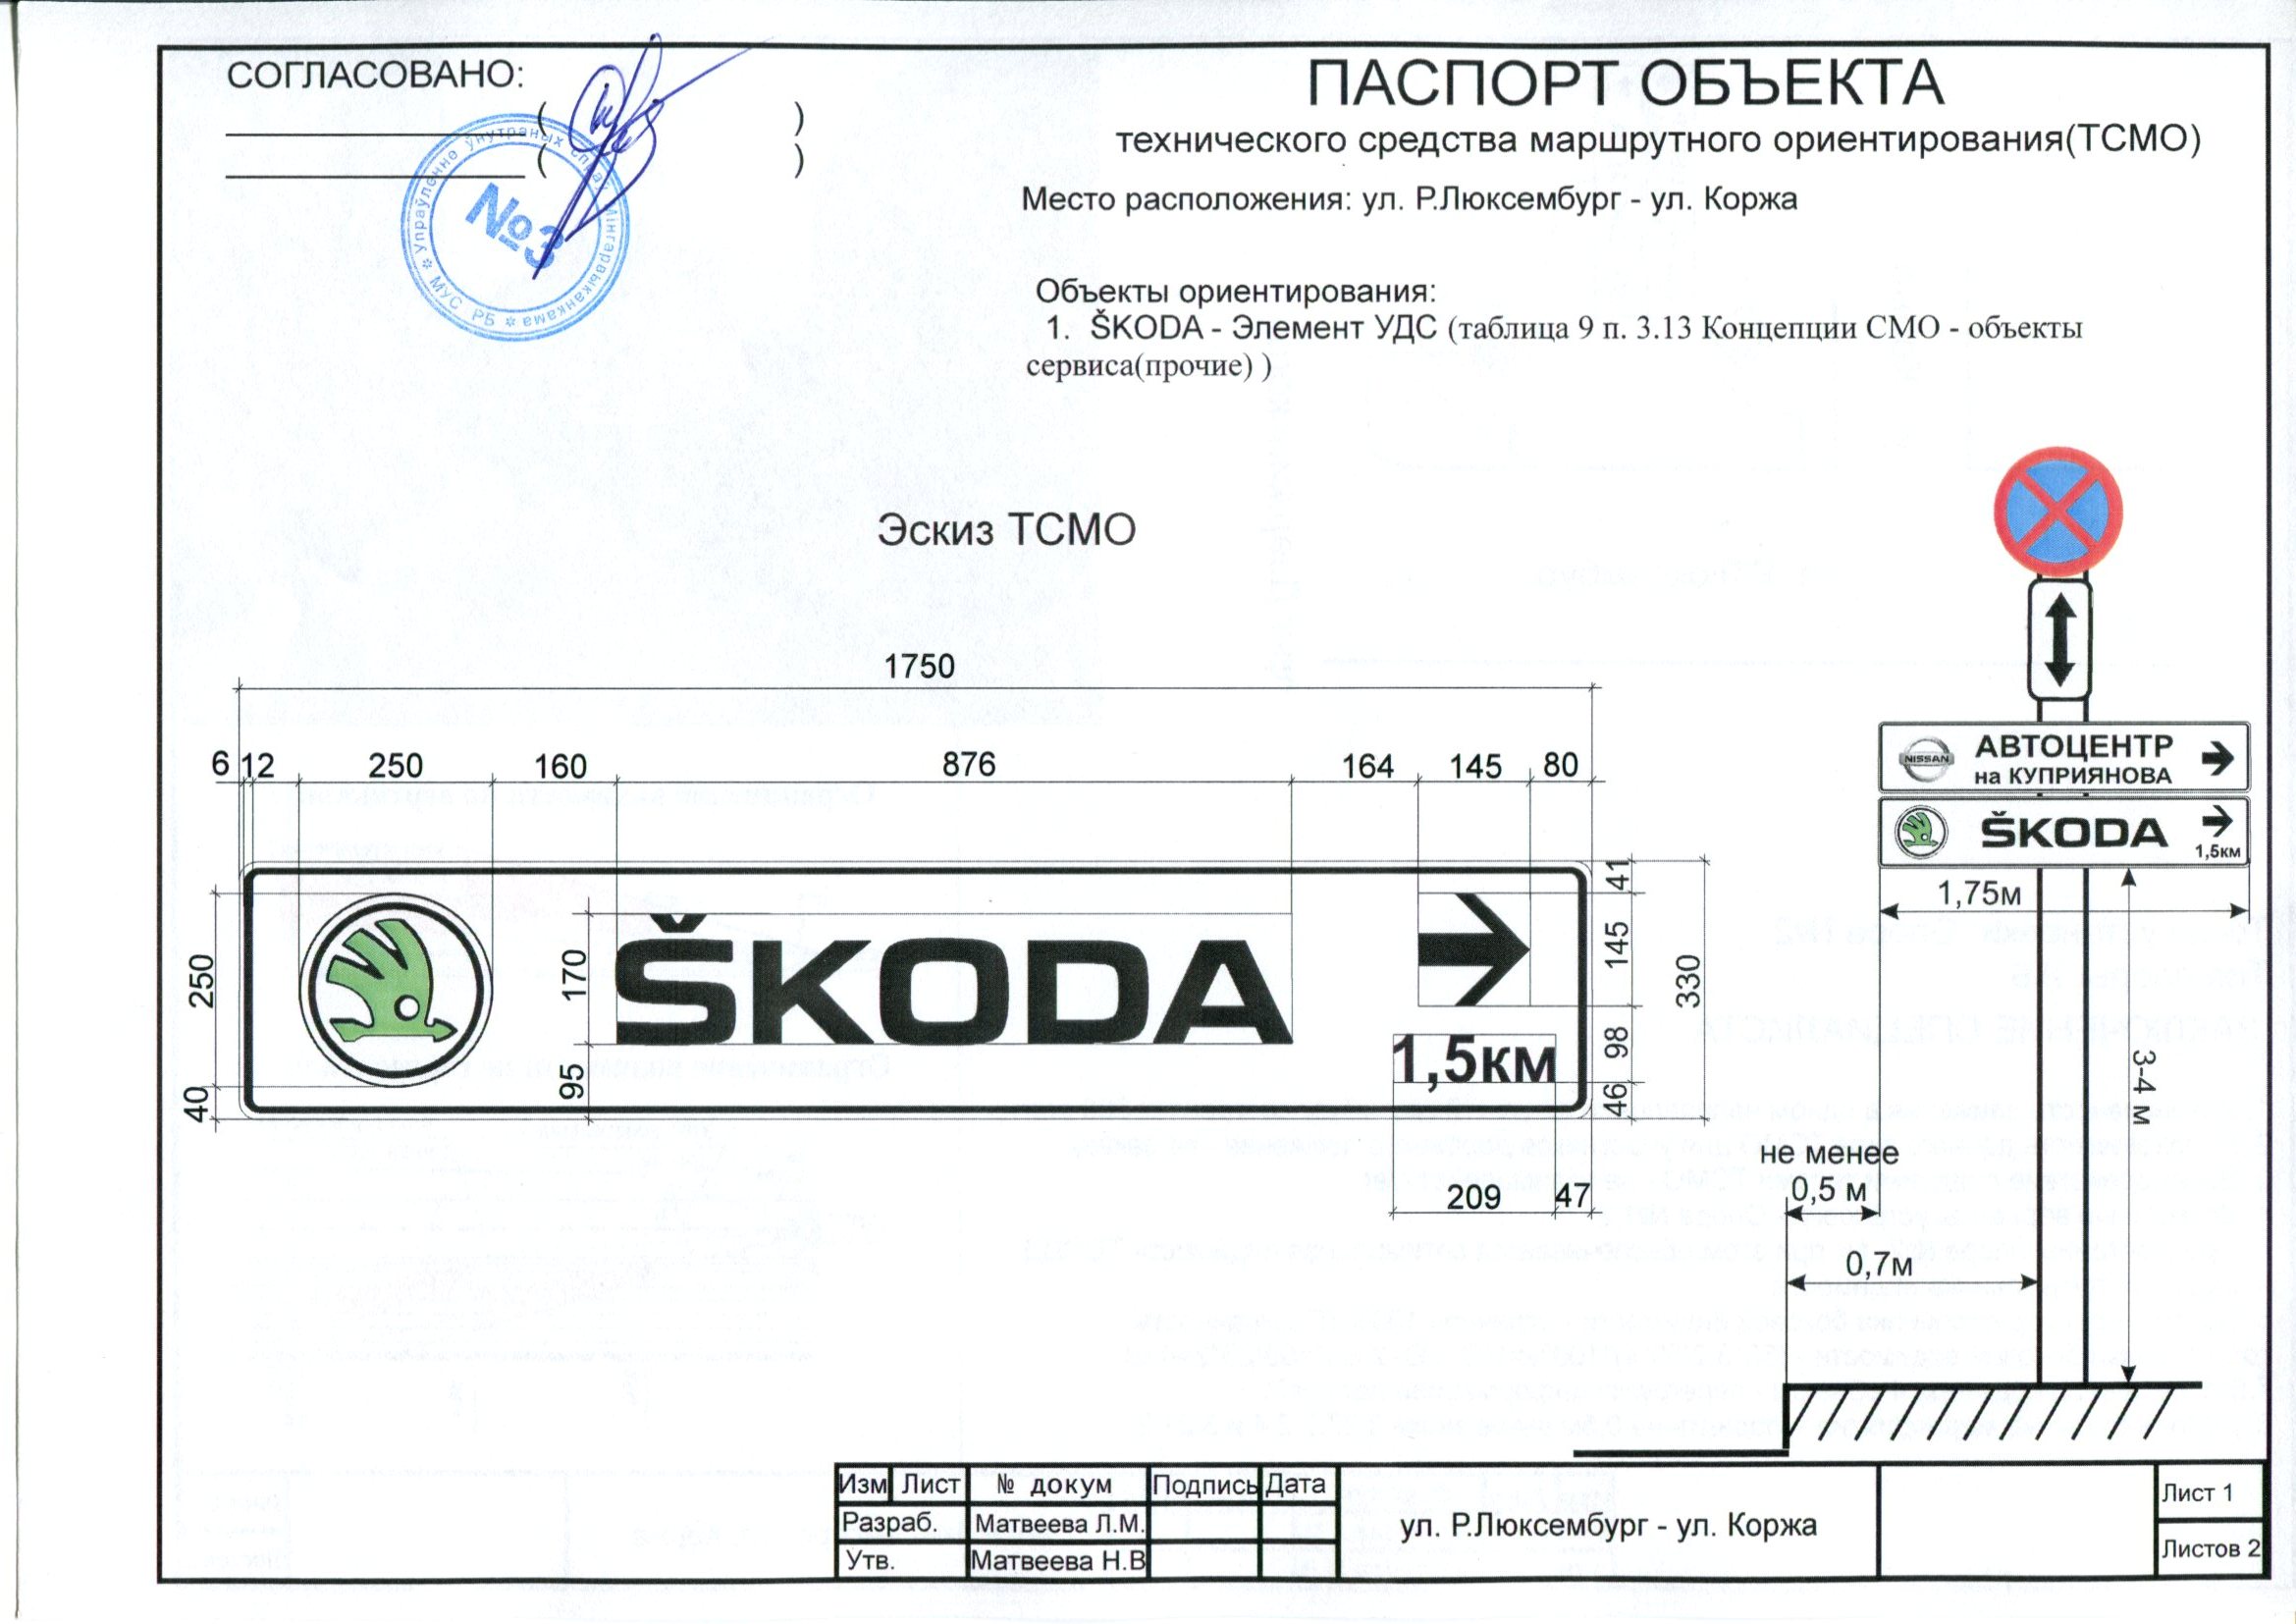 СОГЛАСОВАНО:
( )
( )
Упраўленне ўнутраных спраў Мінгарвыканкама * МУС РБ *
№3
ПАСПОРТ ОБЪЕКТА
технического средства маршрутного ориентирования(ТСМО)
Место расположения: ул. Р.Люксембург - ул. Коржа
Объекты ориентирования:
1. ŠKODA - Элемент УДС (таблица 9 п. 3.13 Концепции СМО - объекты
сервиса(прочие) )
Эскиз ТСМО
1750
6 12 250 160 876 164 145 80
250
40
170
95
ŠKODA
1,5км
41
145
98
46
330
209 47
NISSAN
АВТОЦЕНТР
на КУПРИЯНОВА
ŠKODA
1,5км
1,75м
3-4 м
не менее
0,5 м
0,7м
Изм Лист № докум Подпись Дата
Разраб. Матвеева Л.М.
Утв. Матвеева Н.В
ул. Р.Люксембург - ул. Коржа
Лист 1
Листов 2